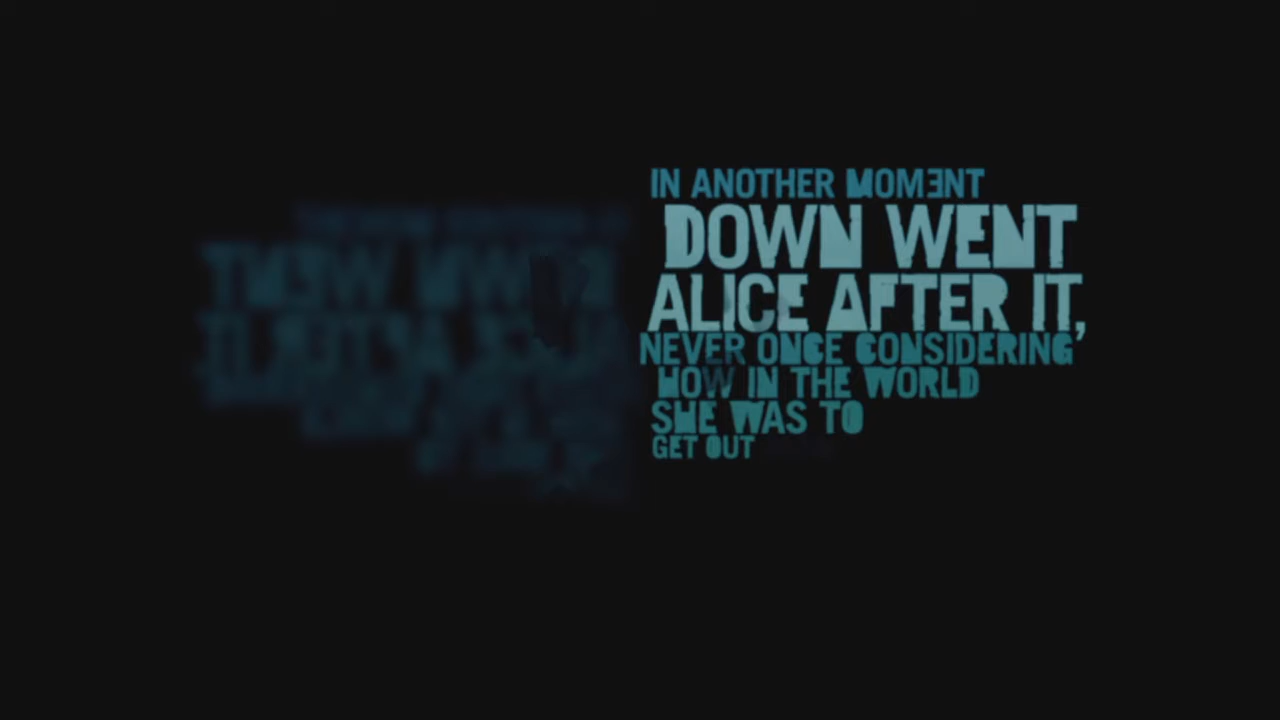 IN ANOTHER MOMENT
DOWN WENT
ALICE AFTER IT,
NEVER ONCE CONSIDERING
HOW IN THE WORLD
SHE WAS TO
GET OUT